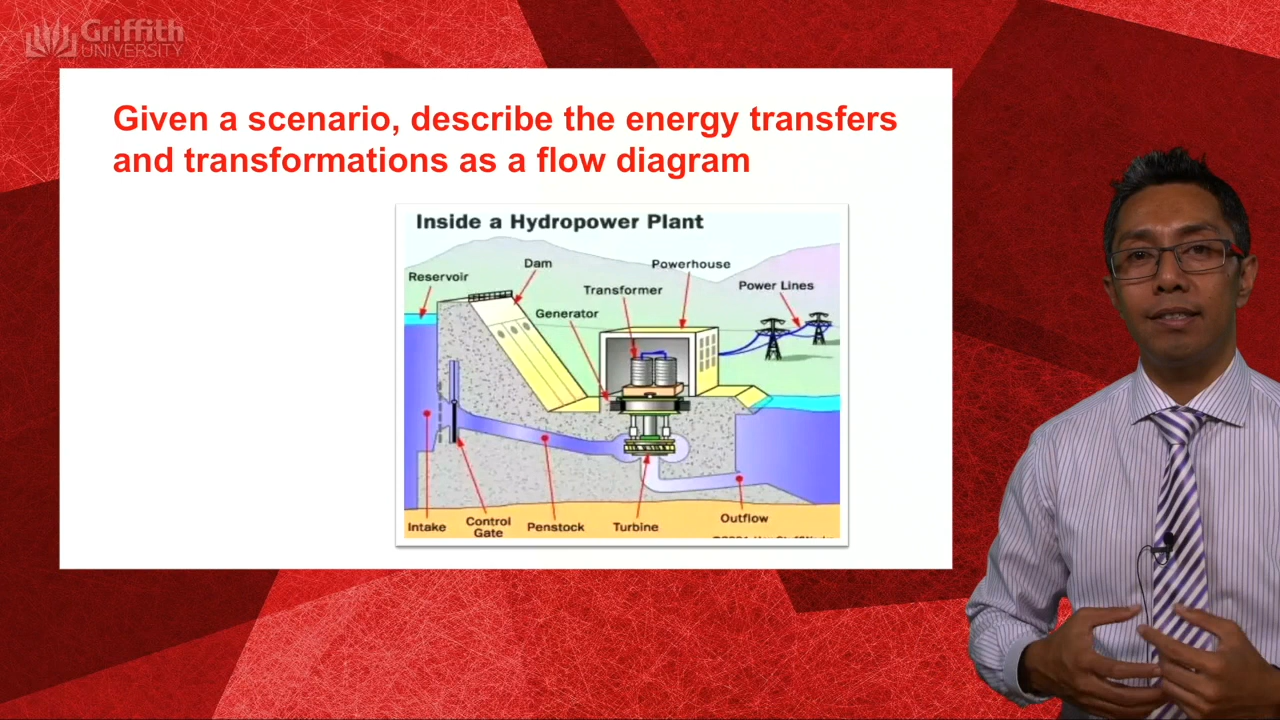 Griffith
UNIVERSITY
Given a scenario, describe the energy transfers
and transformations as a flow diagram
Inside a Hydropower Plant
Dam
Powerhouse
Reservoir
Transformer
Power Lines
Generator
Intake
Control
Gate
Penstock
Turbine
Outflow